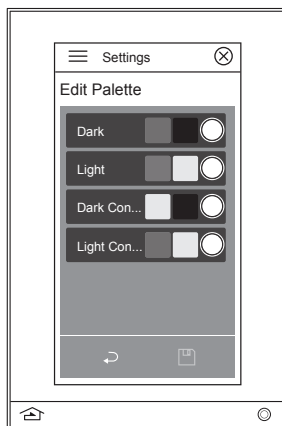 Settings
Edit Palette
Dark
Light
Dark Con...
Light Con...